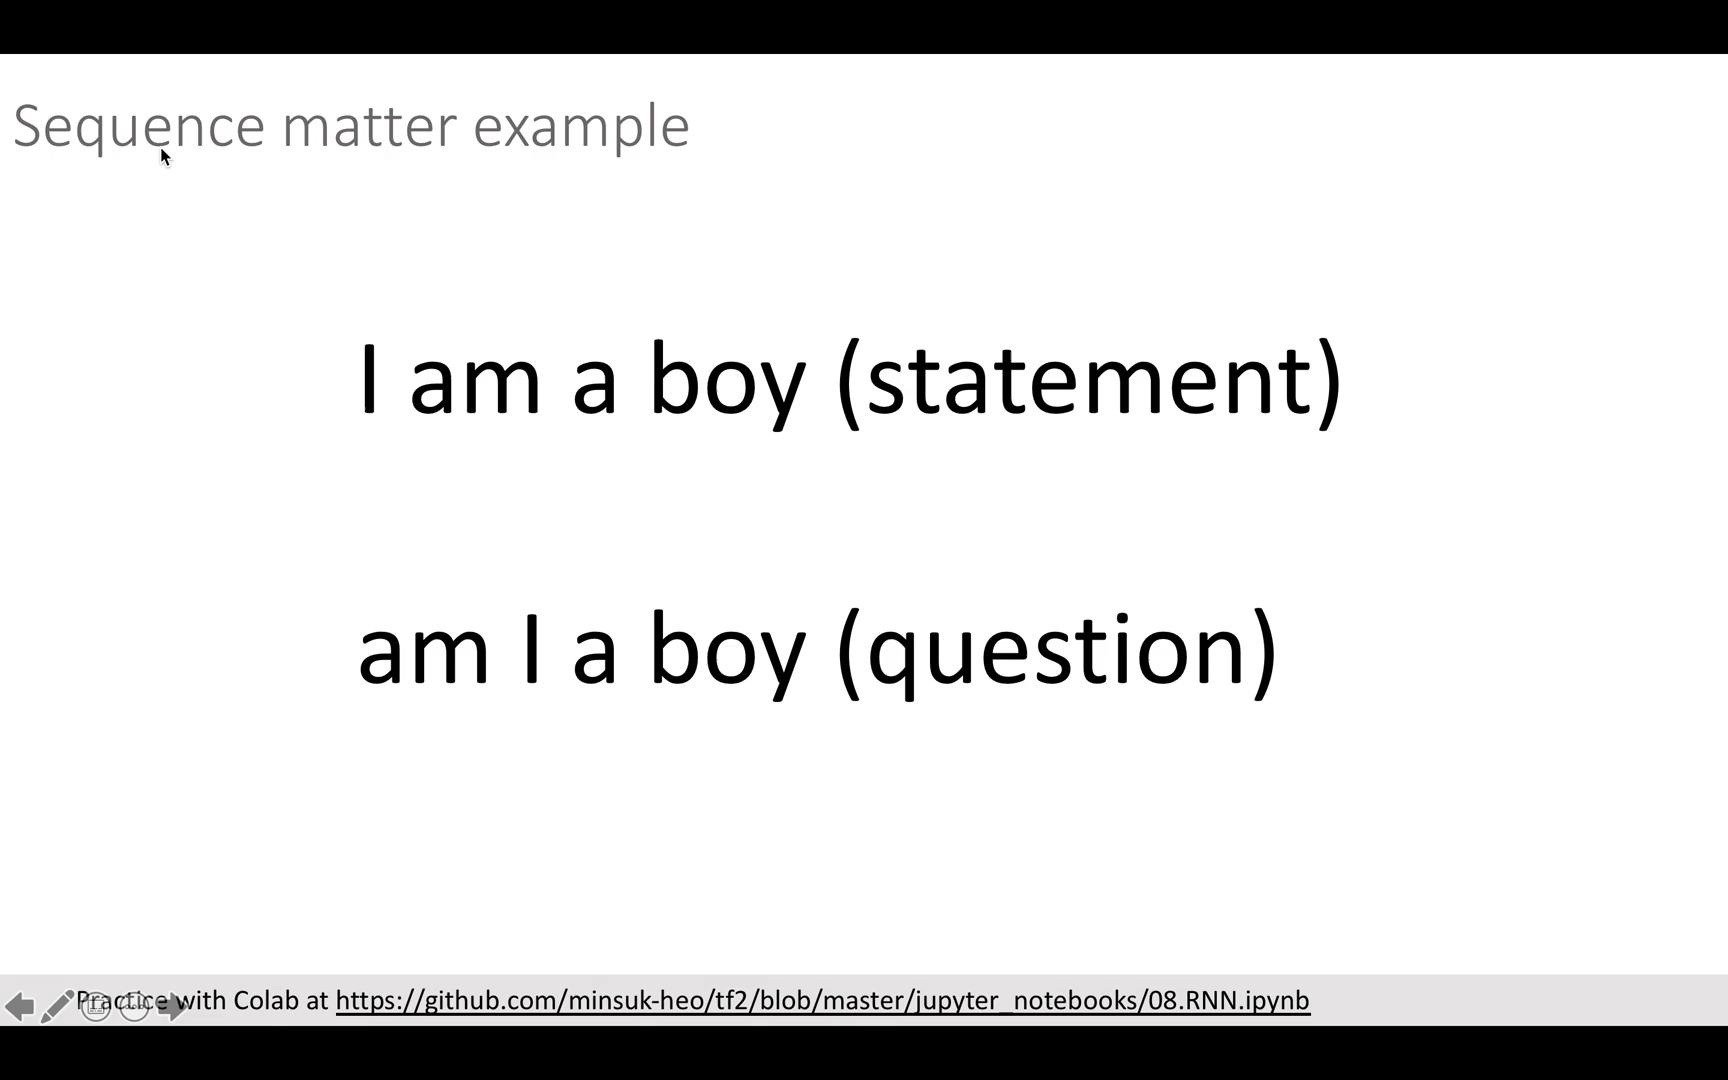 Sequence matter example
I am a boy (statement)
am I a boy (question)
Practice with Colab at https://github.com/minsuk-heo/tf2/blob/master/jupyter_notebooks/08.RNN.ipynb